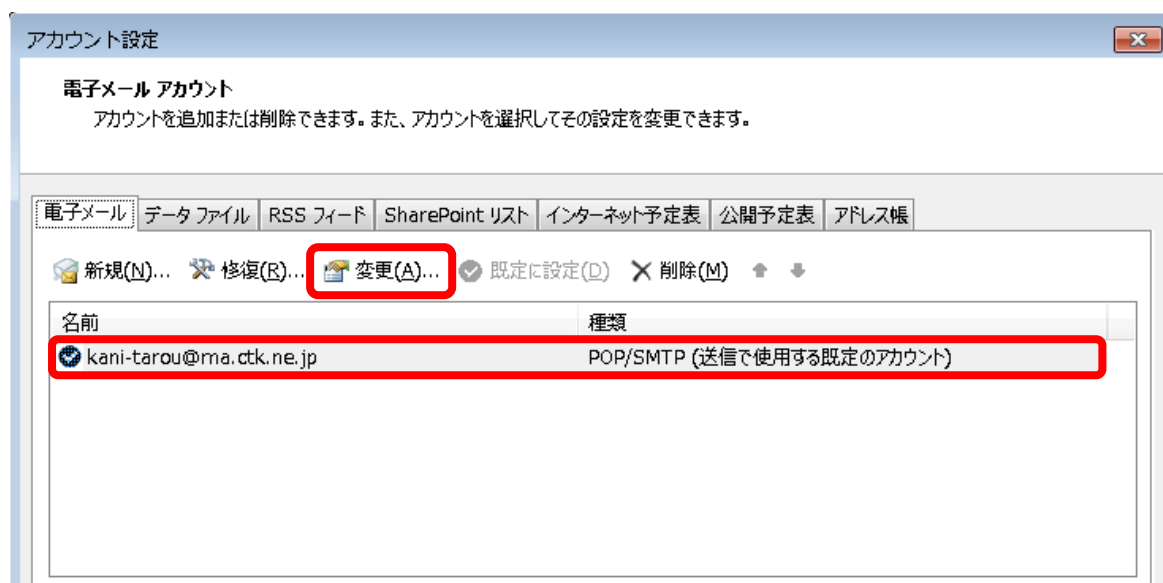 アカウント設定
電子メール アカウント
アカウントを追加または削除できます。また、アカウントを選択してその設定を変更できます。
電子メール データ ファイル RSS フィード SharePoint リスト インターネット予定表 公開予定表 アドレス帳
新規(N)... 修復(R)... 変更(A)... 既定に設定(D) 削除(M)
名前 種類
kani-tarou@ma.ctk.ne.jp POP/SMTP (送信で使用する既定のアカウント)